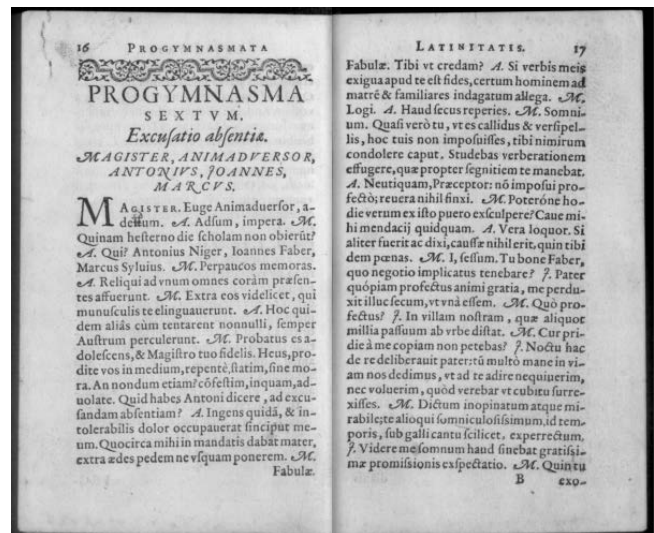 16 PROGYMNASMATA
PROGYMNASMA
SEXTVM.
Excuſatio abſentiæ.
MAGISTER, ANIMADVERSOR,
ANTONIVS, JOANNES,
MARCVS.
MAGISTER. Euge Animaduerſor, a-
deſtum. A. Adſum, impera. M.
Quinam heſterno die ſcholam non obierūt?
A. Qui? Antonius Niger, Ioannes Faber,
Marcus Syluius. M. Perpaucos memoras.
A. Reliqui ad vnum omnes corà m præſen-
tes affuerunt. M. Extra eos videlicet, qui
munuſculis te elinguauerunt. A. Hoc qui-
dem aliàs cùm tentarent nonnulli, ſemper
Auſtrum perculerunt. M. Probatus es a-
doleſcens, & Magiſtro tuo fidelis. Heus, pro-
dite vos in medium, repentè, ſtatim, ſine mo-
ra. An nondum etiam? cōfeſtim, inquam, ad-
uolate. Quid habes Antoni dicere, ad excu-
ſandam abſentiam? A. Ingens quidā, & in-
tolerabilis dolor occupauerat ſinciput me-
um. Quocirca mihi in mandatis dabat mater,
extra ædes pedem ne vſquam ponerem. M.
Fabulæ.
LATINITATIS. 17
Fabulæ. Tibi vt credam? A. Si verbis meis
exigua apud te eſt fides, certum hominem ad
matrē & familiares indagatum allega. M.
Logi. A. Haud ſecus reperies. M. Somni-
um. Quaſi verò tu, vt es callidus & verſipel-
lis, hoc tuis non impoſuiſſes, tibi nimirum
condolere caput. Studebas verberationem
effugere, quæ propter ſegnitiem te manebat.
A. Neutiquam, Præceptor: nō impoſui pro-
fectò; reuera nihil finxi. M. Poteróne ho-
die verum ex iſto puero exſculpere? Caue mi-
hi mendacij quidquam. A. Vera loquor. Si
aliter fuerit ac dixi, cauſſæ nihil erit, quin tibi
dem pœnas. M. I, ſeſſum. Tu bone Faber,
quo negotio implicatus tenebare? J. Pater
quópiam profectus animi gratia, me perdu-
xit illuc ſecum, vt vnà eſſem. M. Quò pro-
fectus? J. In villam noſtram, quæ aliquot
millia paſſuum ab vrbe diſtat. M. Cur pri-
die à me copiam non petebas? J. Noctu hac
de re deliberauit pater: tū multò mane in vi-
am nos dedimus, vt ad te adire nequiuerim,
nec voluerim, quòd verebar vt cubitu ſurre-
xiſſes. M. Dictum inopinatum atque mi-
rabile; te alioqui ſomniculoſiſſimum, id tem-
poris, ſub galli cantu ſcilicet, experrectum.
J. Videre me ſomnum haud ſinebat gratiſſi-
mæ promiſſionis exſpectatio. M. Quin tu
B exo-